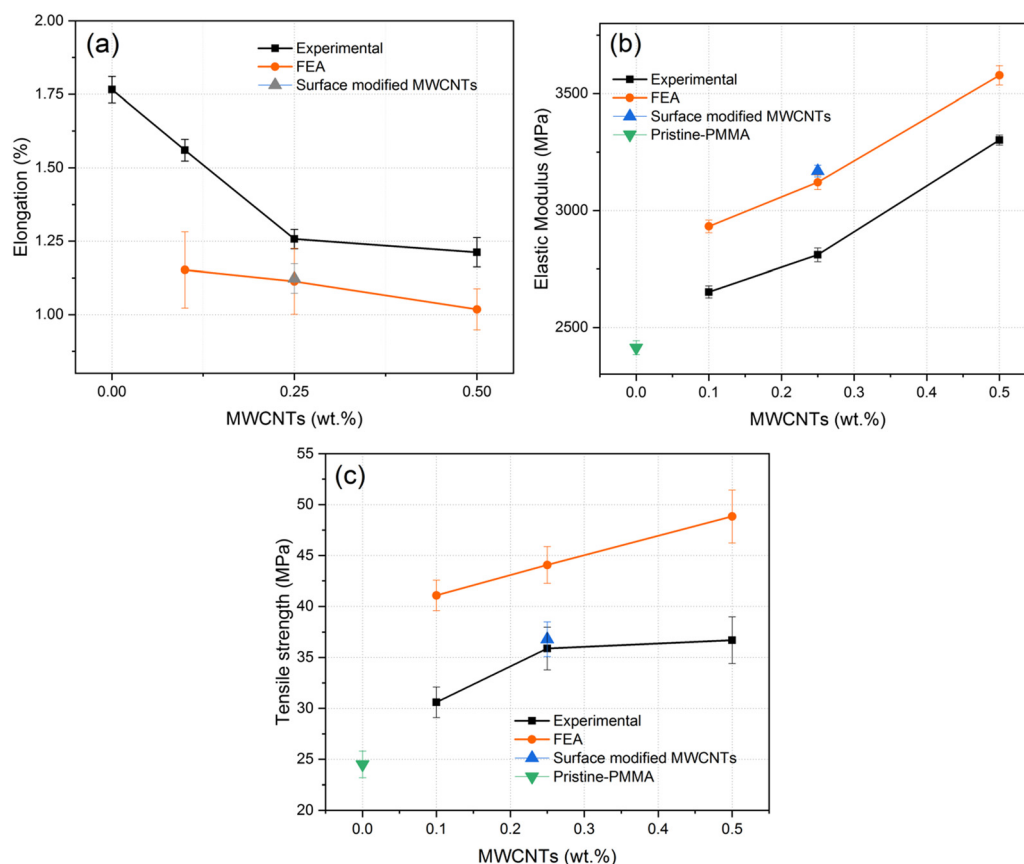 (a)
Experimental
FEA
Surface modified MWCNTs
2.00
1.75
1.50
1.25
1.00
Elongation (%)
0.00
0.25
0.50
MWCNTs (wt.%)
(b)
Experimental
FEA
Surface modified MWCNTs
Pristine-PMMA
3500
3000
2500
Elastic Modulus (MPa)
0.0
0.1
0.2
0.3
0.4
0.5
MWCNTs (wt.%)
(c)
55
50
45
40
35
30
25
20
Tensile strength (MPa)
Experimental
FEA
Surface modified MWCNTs
Pristine-PMMA
0.0
0.1
0.2
0.3
0.4
0.5
MWCNTs (wt.%)